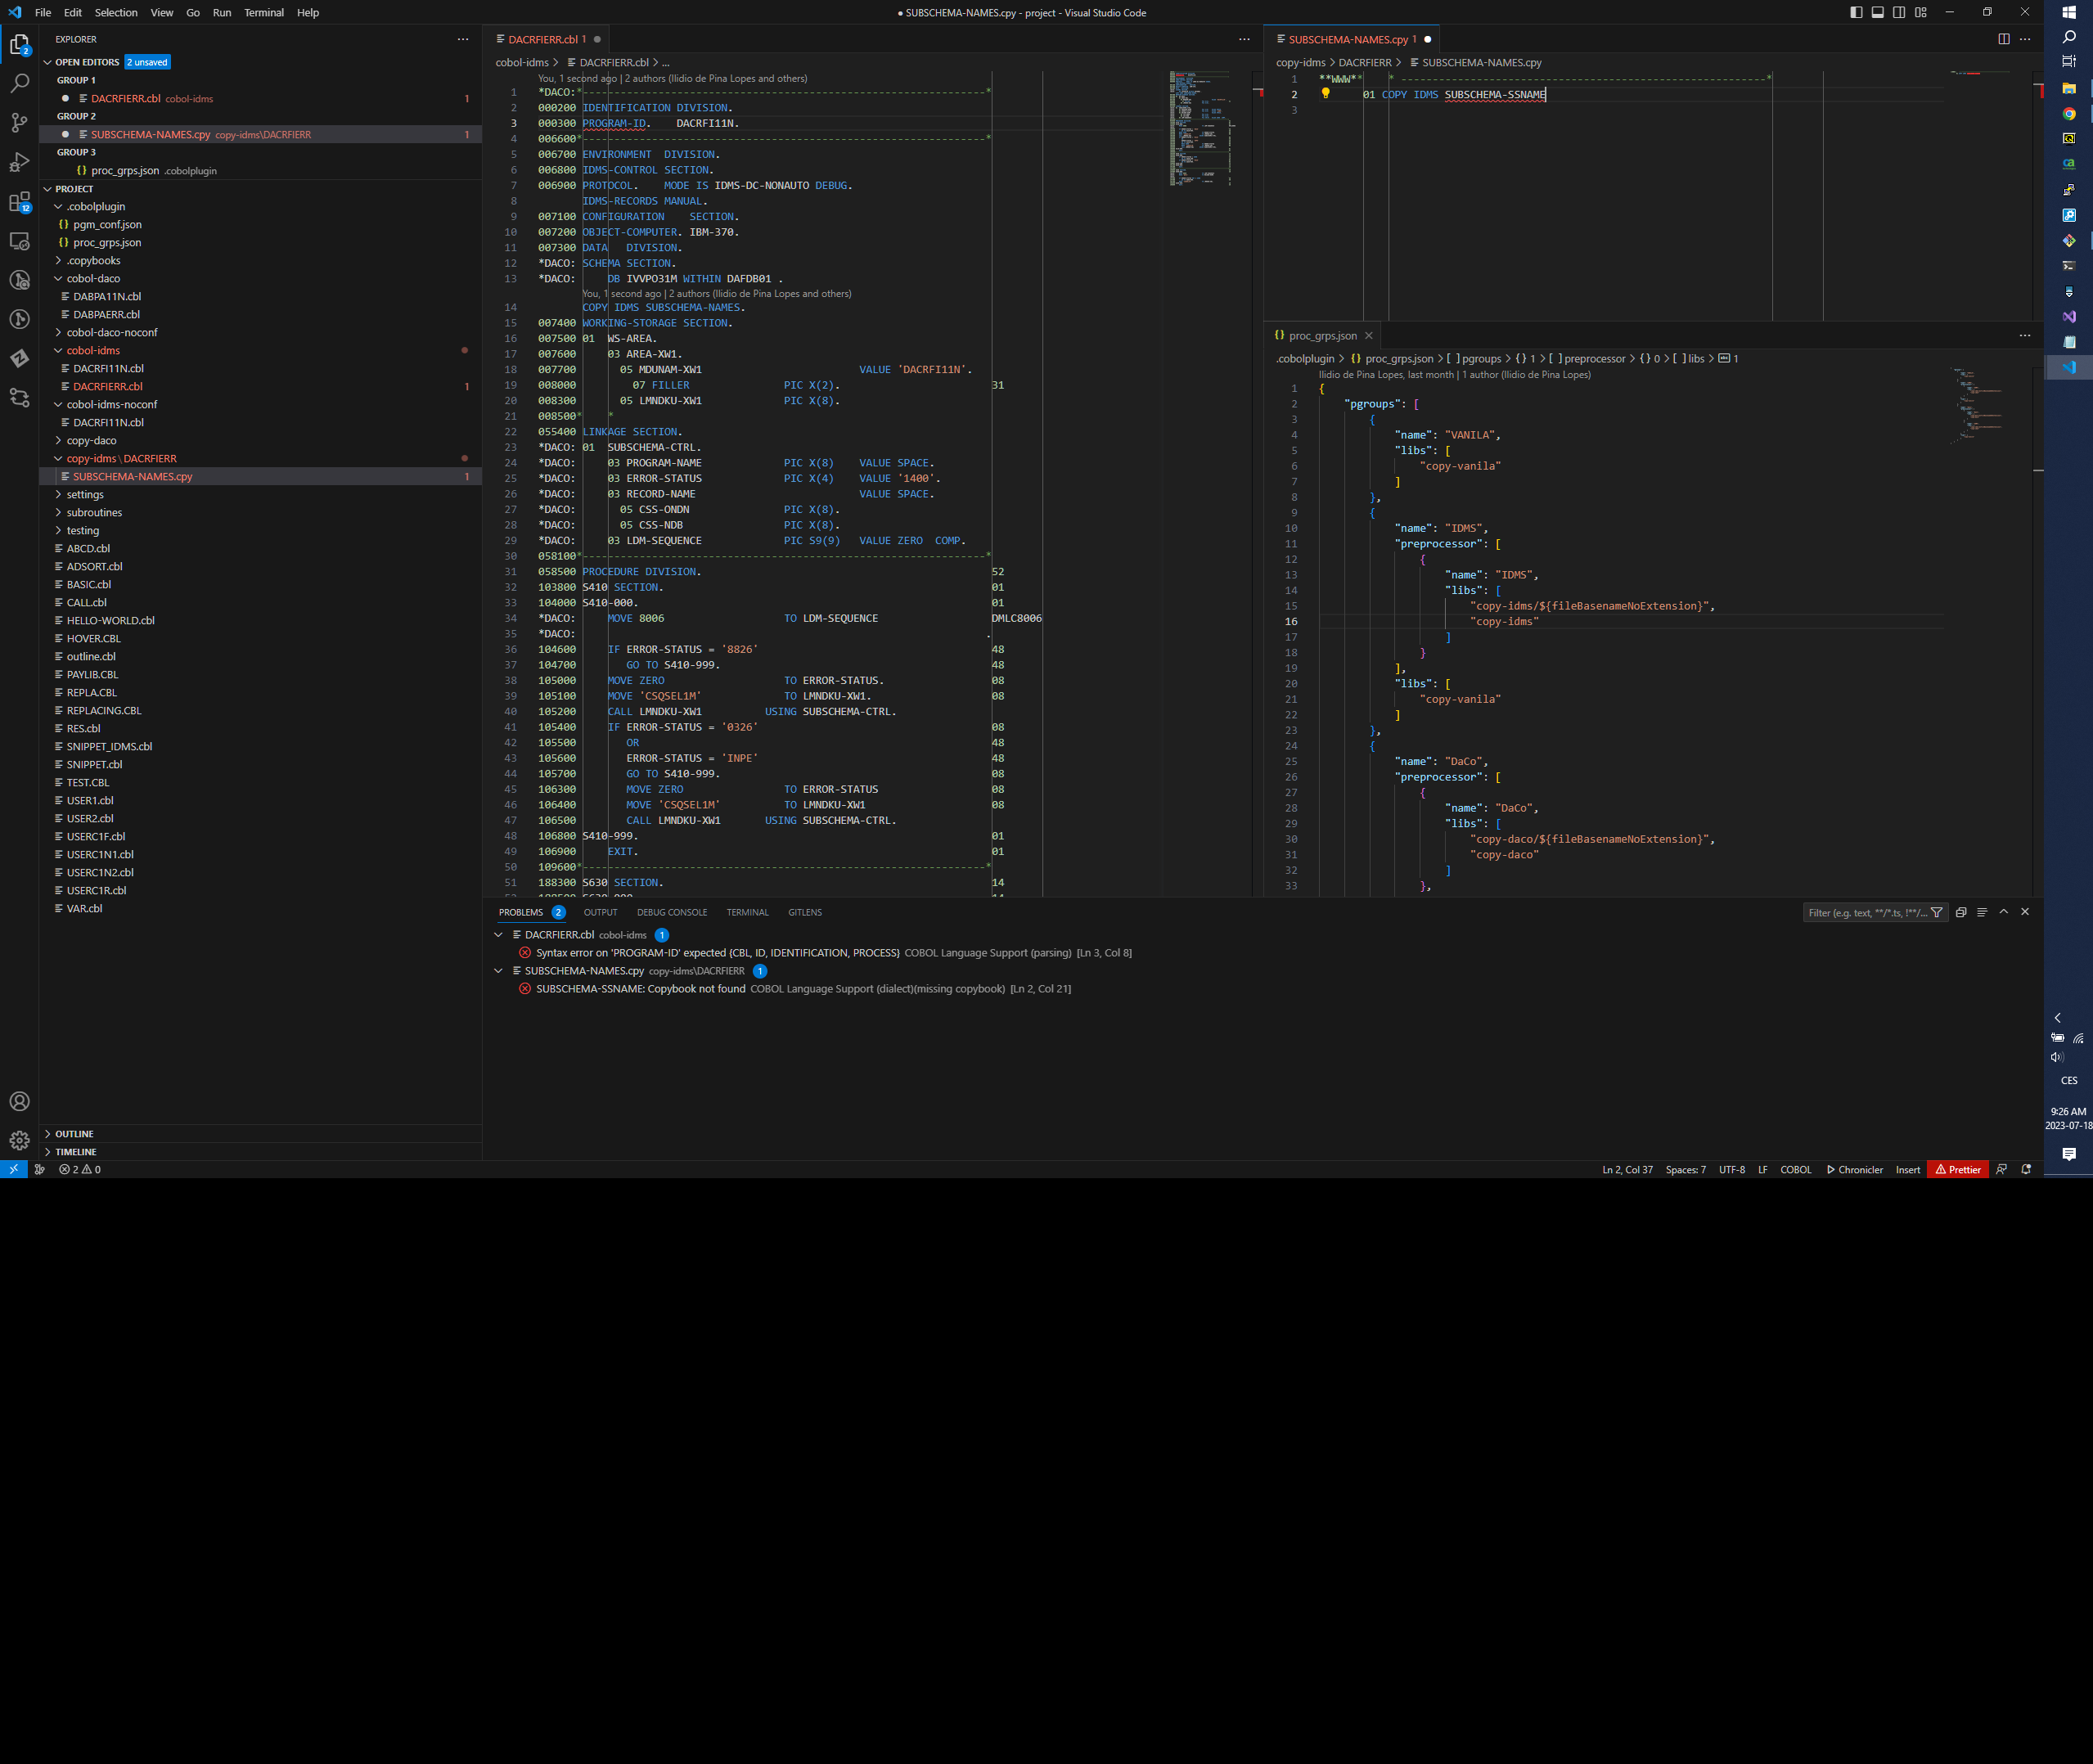 File Edit Selection View Go Run Terminal Help
● SUBSCHEMA-NAMES.cpy - project - Visual Studio Code
EXPLORER
OPEN EDITORS 2 unsaved
GROUP 1
DACRFIERR.cbl cobol-idms 1
GROUP 2
SUBSCHEMA-NAMES.cpy copy-idms\DACRFIERR 1
GROUP 3
{} proc_grps.json .cobolplugin
PROJECT
.cobolplugin
{} pgm_conf.json
{} proc_grps.json
.copybooks
cobol-daco
DABPA11N.cbl
DABPAERR.cbl
cobol-daco-noconf
cobol-idms
DACRFI11N.cbl
DACRFIERR.cbl 1
cobol-idms-noconf
DACRFI11N.cbl
copy-daco
copy-idms\DACRFIERR
SUBSCHEMA-NAMES.cpy 1
settings
subroutines
testing
ABCD.cbl
ADSORT.cbl
BASIC.cbl
CALL.cbl
HELLO-WORLD.cbl
HOVER.CBL
outline.cbl
PAYLIB.CBL
REPLA.CBL
REPLACING.CBL
RES.cbl
SNIPPET_IDMS.cbl
SNIPPET.cbl
TEST.CBL
USER1.cbl
USER2.cbl
USERC1F.cbl
USERC1N1.cbl
USERC1N2.cbl
USERC1R.cbl
VAR.cbl
OUTLINE
TIMELINE
2
12
DACRFIERR.cbl 1
cobol-idms > DACRFIERR.cbl > ...
You, 1 second ago | 2 authors (Ilidio de Pina Lopes and others)
1 *DACO:*----------------------------------------------------------------*
2 000200 IDENTIFICATION DIVISION.
3 000300 PROGRAM-ID.    DACRFI11N.
4 006600*----------------------------------------------------------------*
5 006700 ENVIRONMENT  DIVISION.
6 006800 IDMS-CONTROL SECTION.
7 006900 PROTOCOL.    MODE IS IDMS-DC-NONAUTO DEBUG.
8        IDMS-RECORDS MANUAL.
9 007100 CONFIGURATION    SECTION.
10 007200 OBJECT-COMPUTER. IBM-370.
11 007300 DATA   DIVISION.
12 *DACO: SCHEMA SECTION.
13 *DACO:     DB IVVPO31M WITHIN DAFDB01 .
You, 1 second ago | 2 authors (Ilidio de Pina Lopes and others)
14        COPY IDMS SUBSCHEMA-NAMES.
15 007400 WORKING-STORAGE SECTION.
16 007500 01  WS-AREA.
17 007600     03 AREA-XW1.
18 007700       05 MDUNAM-XW1                         VALUE 'DACRFI11N'.
19 008000         07 FILLER               PIC X(2).                        31
20 008300       05 LMNDKU-XW1             PIC X(8).
21 008500*    *
22 055400 LINKAGE SECTION.
23 *DACO: 01  SUBSCHEMA-CTRL.
24 *DACO:     03 PROGRAM-NAME             PIC X(8)    VALUE SPACE.
25 *DACO:     03 ERROR-STATUS             PIC X(4)    VALUE '1400'.
26 *DACO:     03 RECORD-NAME                          VALUE SPACE.
27 *DACO:       05 CSS-ONDN               PIC X(8).
28 *DACO:       05 CSS-NDB                PIC X(8).
29 *DACO:     03 LDM-SEQUENCE             PIC S9(9)   VALUE ZERO  COMP.
30 058100*----------------------------------------------------------------*
31 058500 PROCEDURE DIVISION.                                              52
32 103800 S410 SECTION.                                                    01
33 104000 S410-000.                                                        01
34 *DACO:     MOVE 8006                   TO LDM-SEQUENCE                  DMLC8006
35 *DACO:                                                                 .
36 104600     IF ERROR-STATUS = '8826'                                     48
37 104700        GO TO S410-999.                                           48
38 105000     MOVE ZERO                   TO ERROR-STATUS.                 08
39 105100     MOVE 'CSQSEL1M'             TO LMNDKU-XW1.                   08
40 105200     CALL LMNDKU-XW1          USING SUBSCHEMA-CTRL.
41 105400     IF ERROR-STATUS = '0326'                                     08
42 105500        OR                                                        48
43 105600        ERROR-STATUS = 'INPE'                                     48
44 105700        GO TO S410-999.                                           08
45 106300        MOVE ZERO                TO ERROR-STATUS                  08
46 106400        MOVE 'CSQSEL1M'          TO LMNDKU-XW1                    08
47 106500        CALL LMNDKU-XW1       USING SUBSCHEMA-CTRL.
48 106800 S410-999.                                                        01
49 106900     EXIT.                                                        01
50 109600*----------------------------------------------------------------*
51 188300 S630 SECTION.                                                    14
SUBSCHEMA-NAMES.cpy 1 ●
copy-idms > DACRFIERR > SUBSCHEMA-NAMES.cpy
1 **WWW**    * ----------------------------------------------------------*
2        01 COPY IDMS SUBSCHEMA-SSNAME
3
{} proc_grps.json
.cobolplugin > {} proc_grps.json > [ ] pgroups > {} 1 > [ ] preprocessor > {} 0 > [ ] libs > 1
Ilidio de Pina Lopes, last month | 1 author (Ilidio de Pina Lopes)
1 {
2     "pgroups": [
3         {
4             "name": "VANILA",
5             "libs": [
6                 "copy-vanila"
7             ]
8         },
9         {
10             "name": "IDMS",
11             "preprocessor": [
12                 {
13                     "name": "IDMS",
14                     "libs": [
15                         "copy-idms/${fileBasenameNoExtension}",
16                         "copy-idms"
17                     ]
18                 }
19             ],
20             "libs": [
21                 "copy-vanila"
22             ]
23         },
24         {
25             "name": "DaCo",
26             "preprocessor": [
27                 {
28                     "name": "DaCo",
29                     "libs": [
30                         "copy-daco/${fileBasenameNoExtension}",
31                         "copy-daco"
32                     ]
33                 },
PROBLEMS 2 OUTPUT DEBUG CONSOLE TERMINAL GITLENS
Filter (e.g. text, **/*.ts, !**/...
DACRFIERR.cbl cobol-idms 1
Syntax error on 'PROGRAM-ID' expected {CBL, ID, IDENTIFICATION, PROCESS} COBOL Language Support (parsing) [Ln 3, Col 8]
SUBSCHEMA-NAMES.cpy copy-idms\DACRFIERR 1
SUBSCHEMA-SSNAME: Copybook not found COBOL Language Support (dialect)(missing copybook) [Ln 2, Col 21]
2 0
Ln 2, Col 37 Spaces: 7 UTF-8 LF COBOL Chronicler Insert Prettier
CES
9:26 AM
2023-07-18